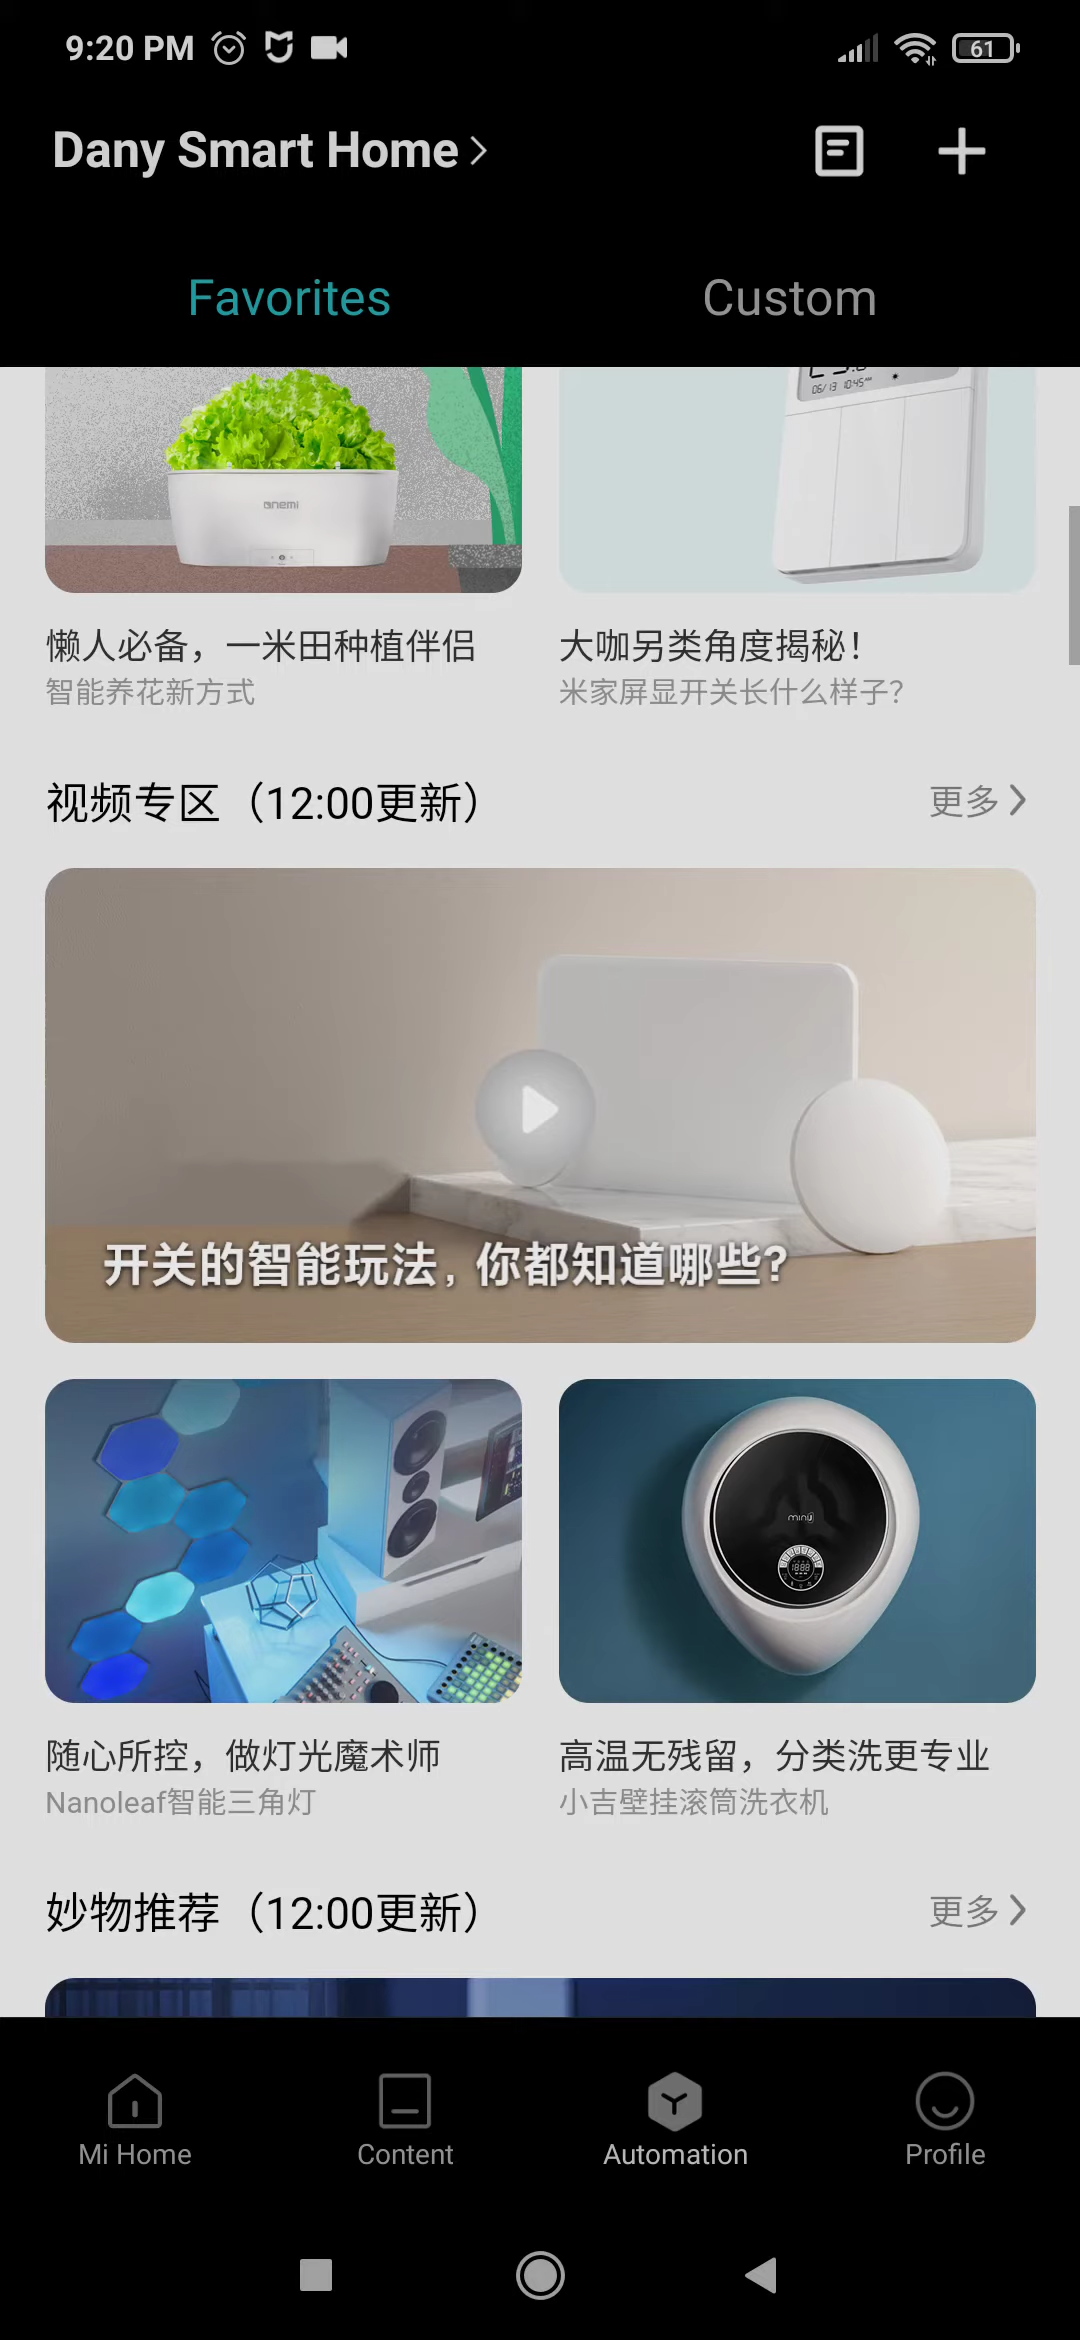 9:20 PM
61
Dany Smart Home
Favorites
Custom
06/13 10:45AM
onemi
懒人必备，一米田种植伴侣
智能养花新方式
大咖另类角度揭秘！
米家屏显开关长什么样子？
视频专区（12:00更新）
更多
开关的智能玩法，你都知道哪些？
minij
随心所控，做灯光魔术师
Nanoleaf智能三角灯
高温无残留，分类洗更专业
小吉壁挂滚筒洗衣机
妙物推荐（12:00更新）
更多
Mi Home
Content
Automation
Profile